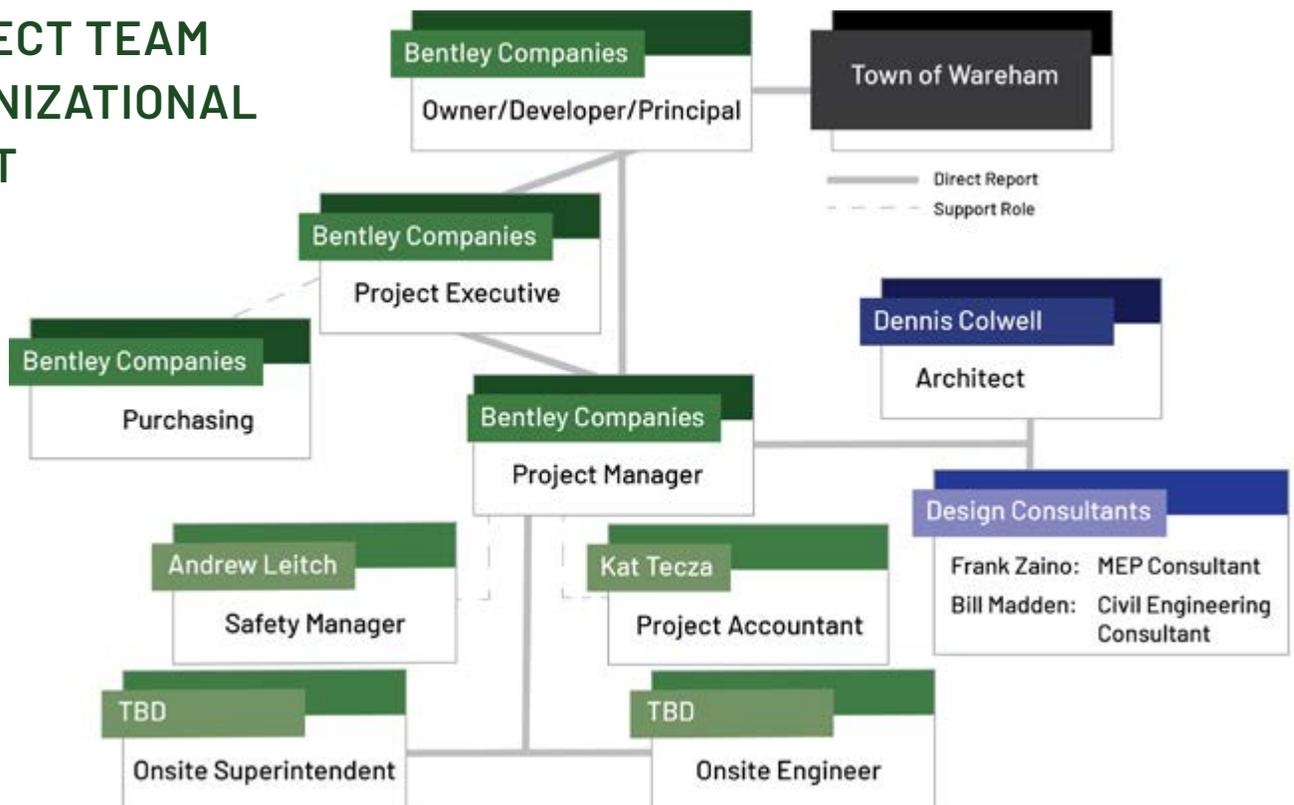 ECT TEAM
NIZATIONAL
T
Bentley Companies
Owner/Developer/Principal
Town of Wareham
Direct Report
Support Role
Bentley Companies
Project Executive
Bentley Companies
Purchasing
Dennis Colwell
Architect
Bentley Companies
Project Manager
Design Consultants
Frank Zaino: MEP Consultant
Bill Madden: Civil Engineering
Consultant
Andrew Leitch
Safety Manager
Kat Tecza
Project Accountant
TBD
Onsite Superintendent
TBD
Onsite Engineer